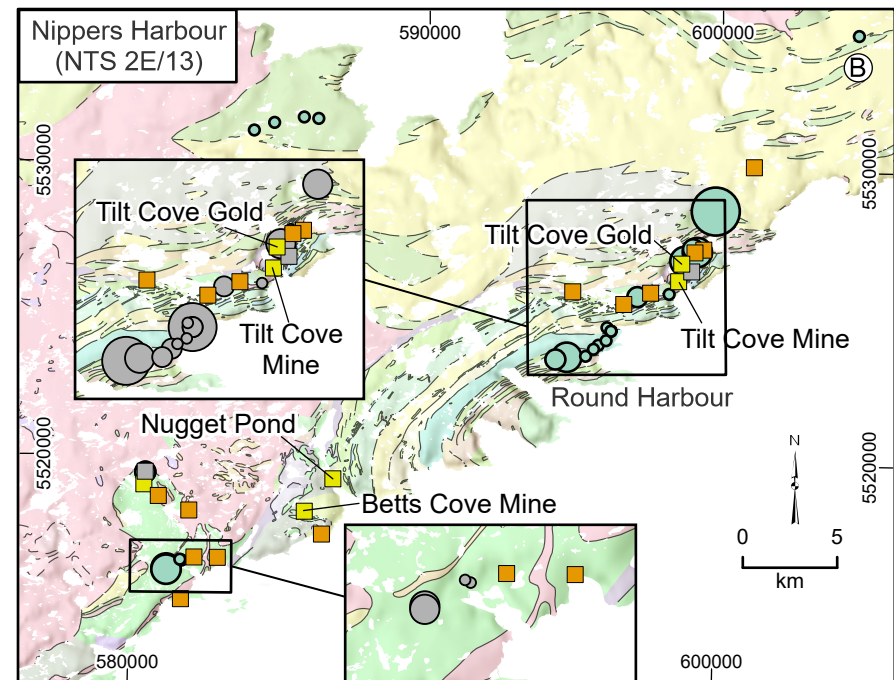 Nippers Harbour
(NTS 2E/13)
590000
600000
B
5530000
5530000
Tilt Cove Gold
Tilt Cove Gold
Tilt Cove
Mine
Tilt Cove Mine
Round Harbour
Nugget Pond
Betts Cove Mine
5520000
5520000
N
0
5
km
580000
600000